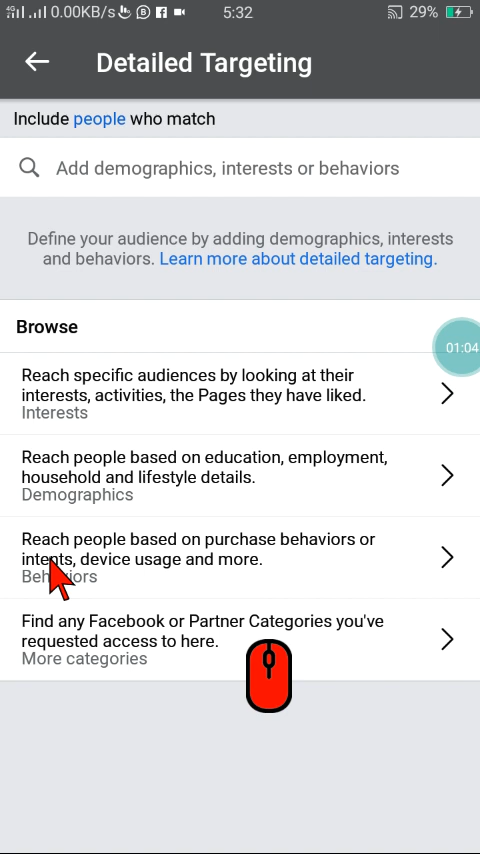 4G 0.00KB/s 5:32 29%
Detailed Targeting
Include people who match
Add demographics, interests or behaviors
Define your audience by adding demographics, interests
and behaviors. Learn more about detailed targeting.
Browse
01:04
Reach specific audiences by looking at their
interests, activities, the Pages they have liked.
Interests
Reach people based on education, employment,
household and lifestyle details.
Demographics
Reach people based on purchase behaviors or
intents, device usage and more.
Behaviors
Find any Facebook or Partner Categories you've
requested access to here.
More categories